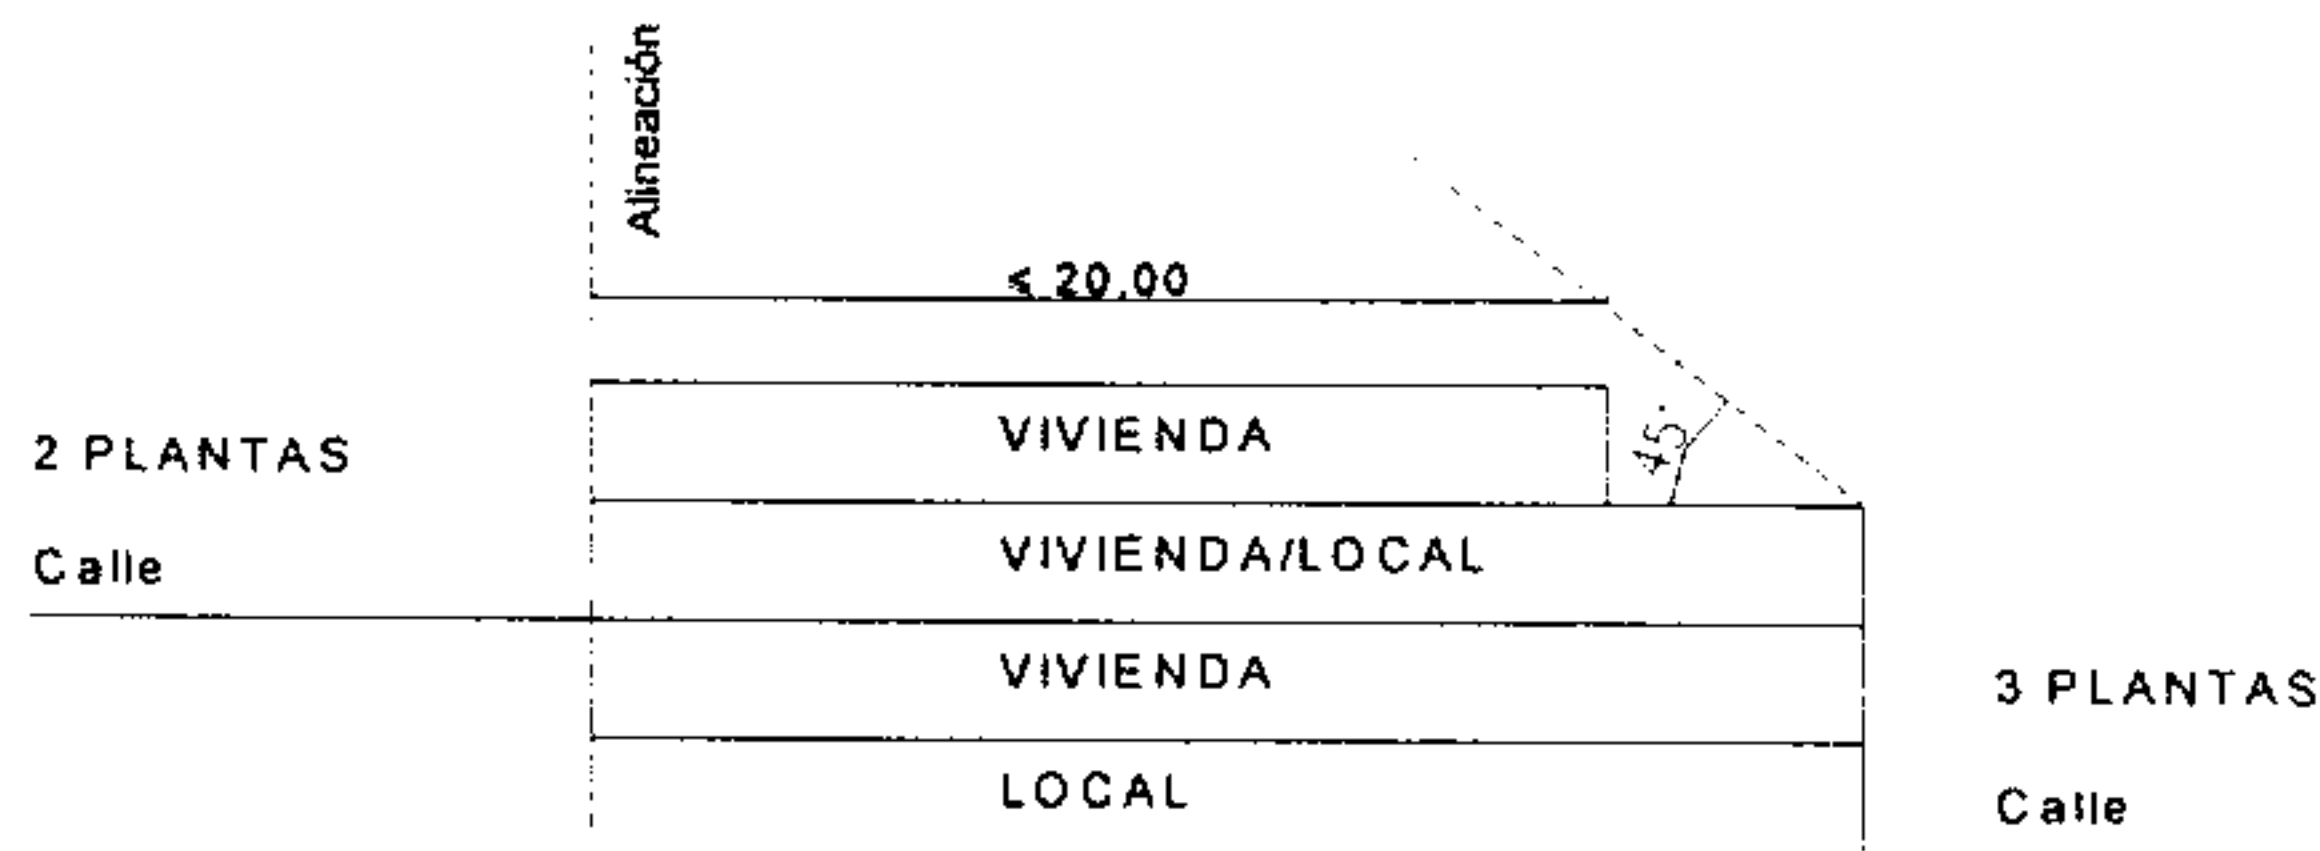 Alineación
≤ 20,00
VIVIENDA
2 PLANTAS
45°
VIVIENDA/LOCAL
Calle
VIVIENDA
3 PLANTAS
LOCAL
Calle